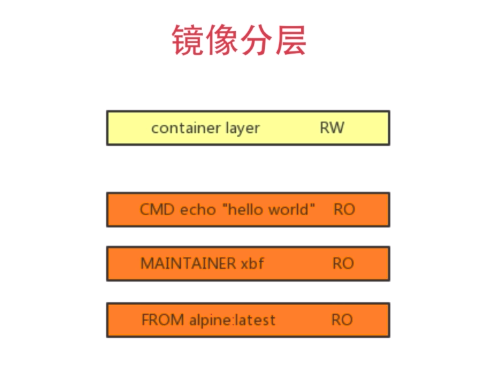 镜像分层
container layer RW
CMD echo "hello world" RO
MAINTAINER xbf RO
FROM alpine:latest RO